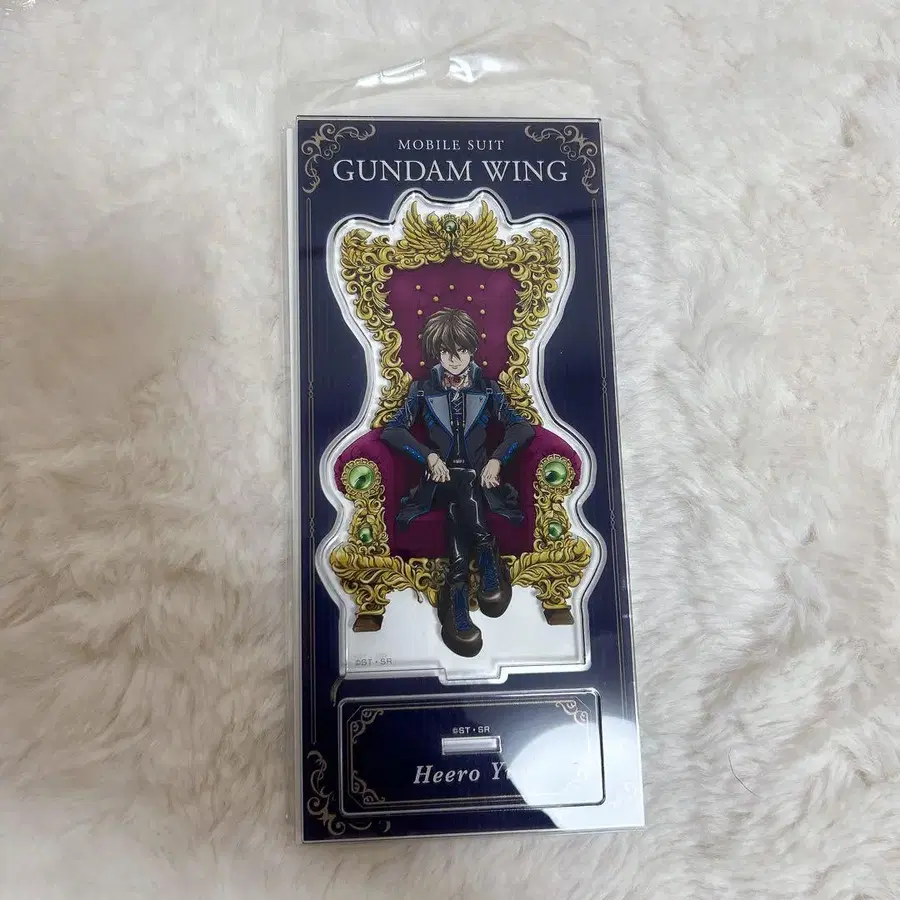 MOBILE SUIT
GUNDAM WING
©ST・SR
©ST・SR
Heero